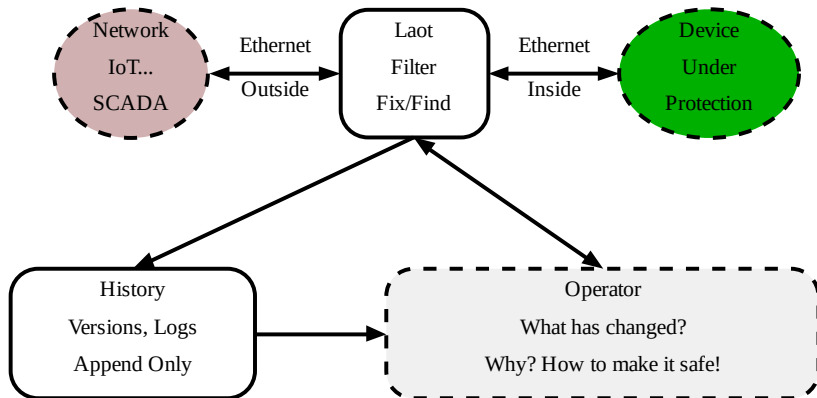 Network
IoT...
SCADA
Ethernet
Outside
Laot
Filter
Fix/Find
Ethernet
Inside
Device
Under
Protection
History
Versions, Logs
Append Only
Operator
What has changed?
Why? How to make it safe!